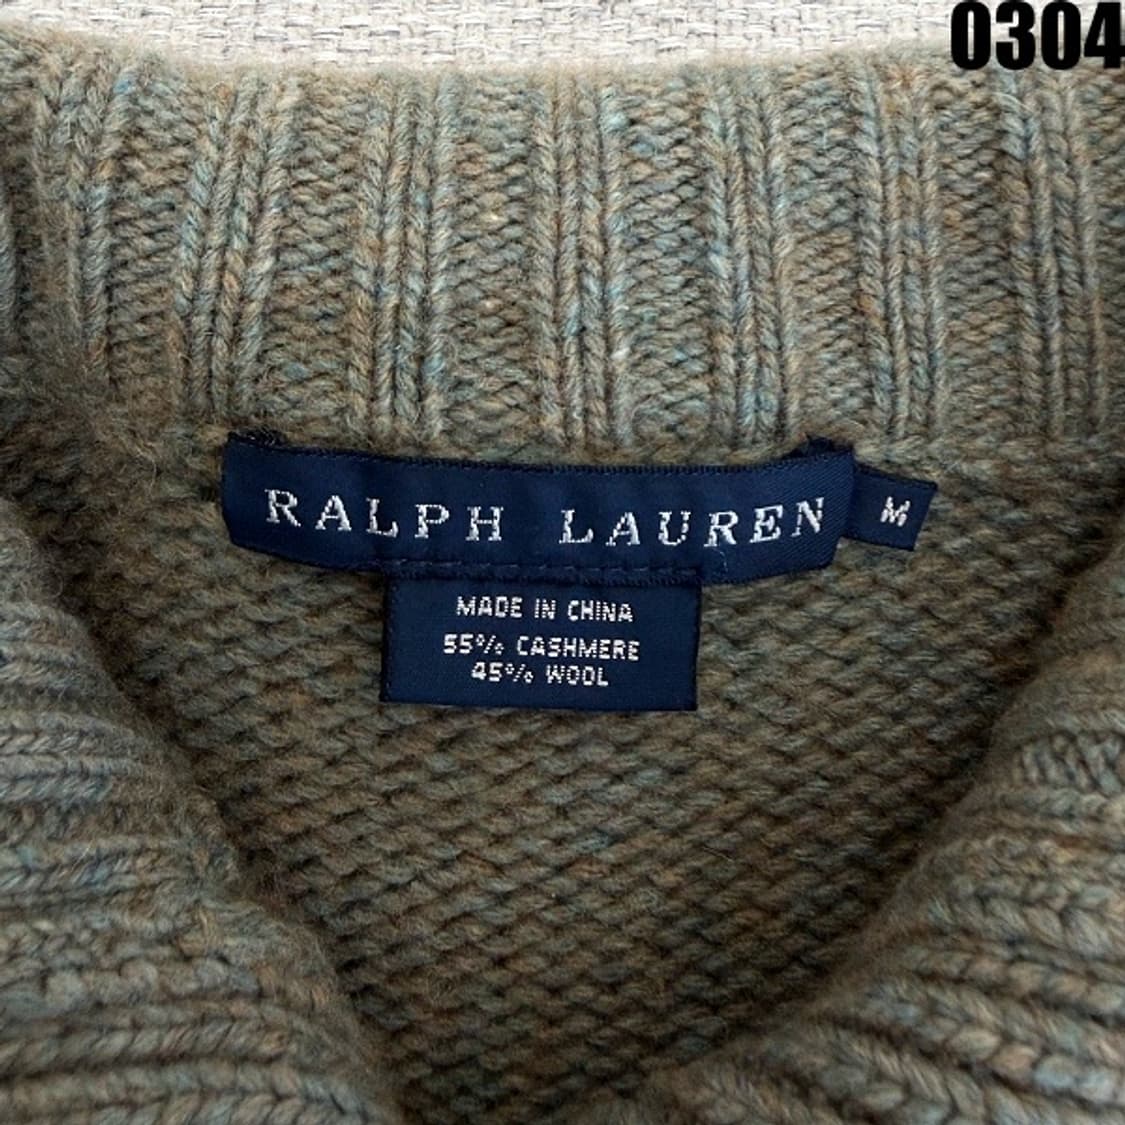 0304
RALPH LAUREN
M
MADE IN CHINA
55% CASHMERE
45% WOOL